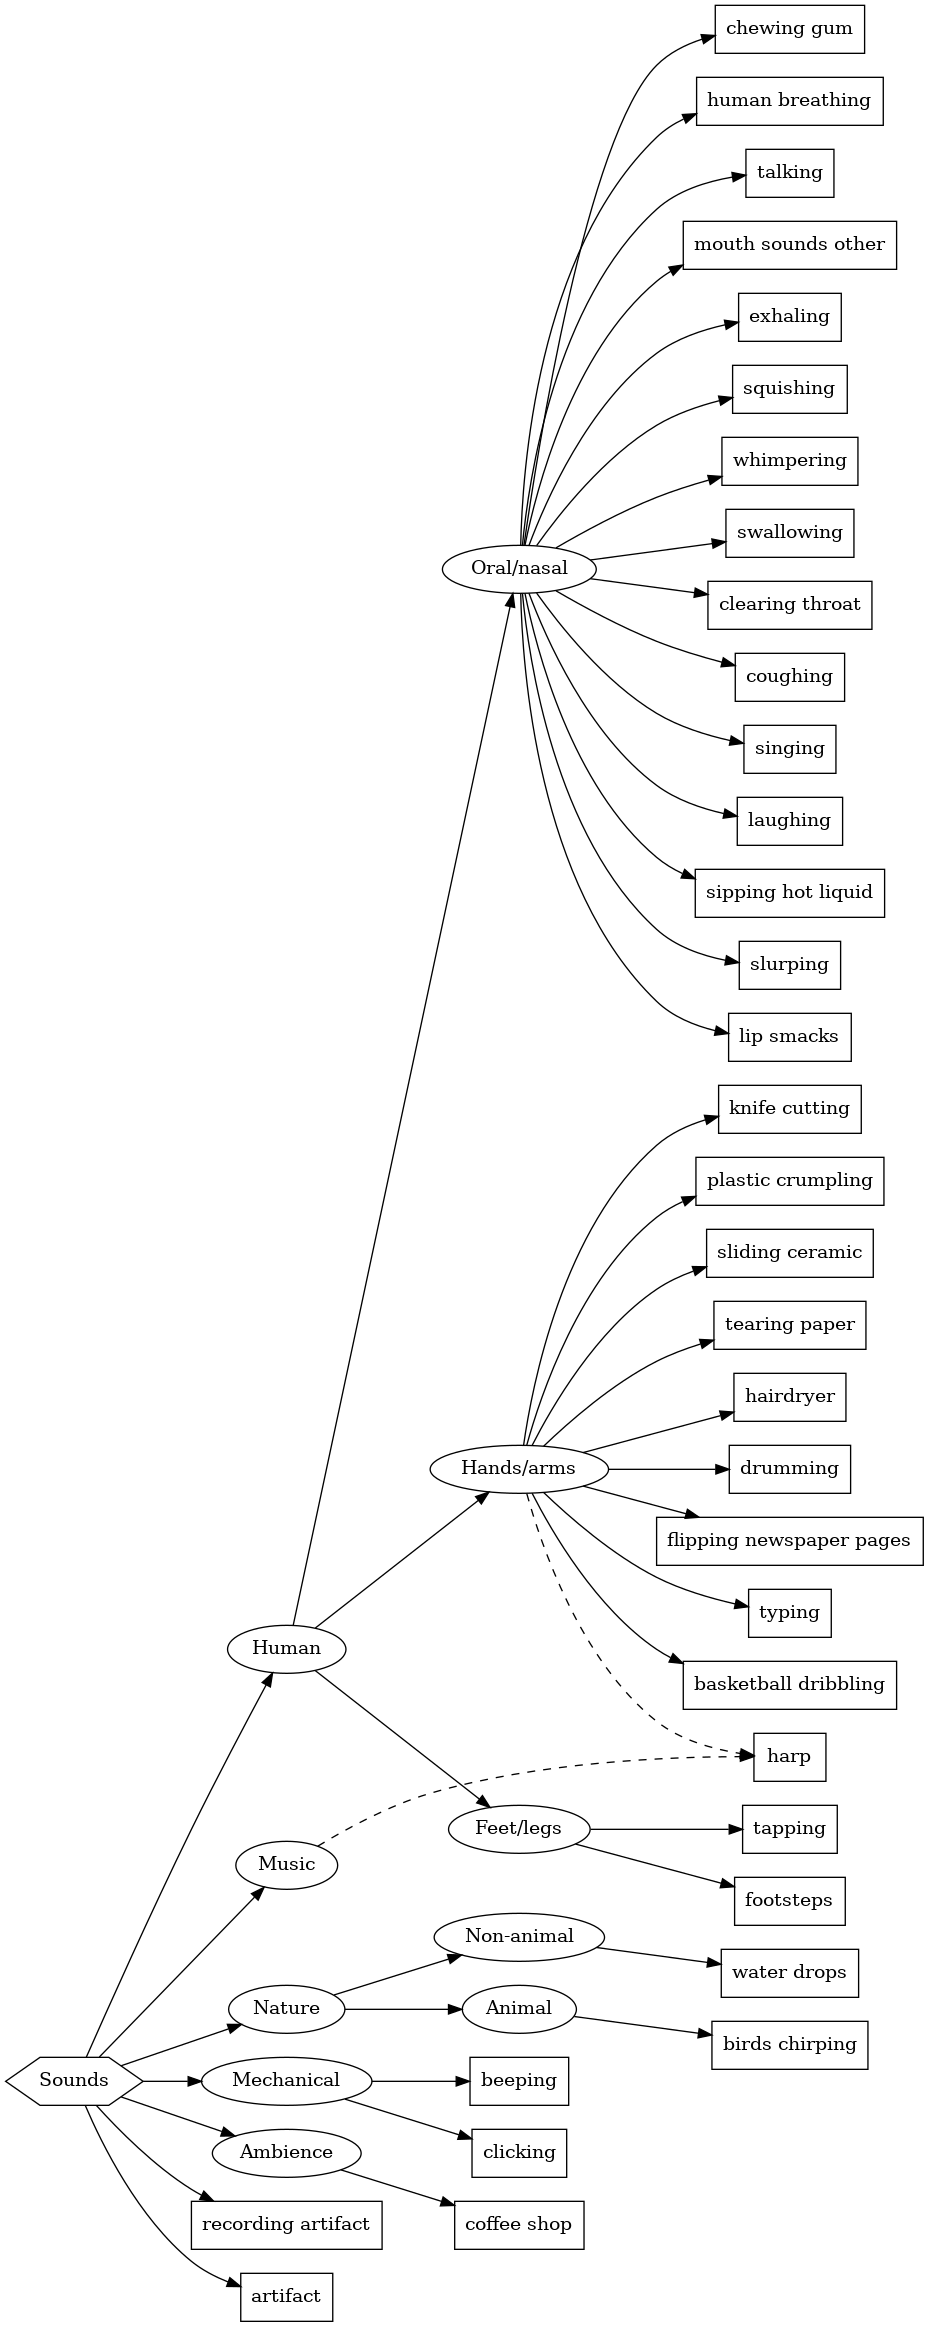 chewing gum
human breathing
talking
mouth sounds other
exhaling
squishing
whimpering
swallowing
Oral/nasal
clearing throat
coughing
singing
laughing
sipping hot liquid
slurping
lip smacks
knife cutting
plastic crumpling
sliding ceramic
tearing paper
hairdryer
Hands/arms
drumming
flipping newspaper pages
typing
Human
basketball dribbling
harp
Feet/legs
tapping
Music
footsteps
Non-animal
water drops
Nature
Animal
birds chirping
Sounds
Mechanical
beeping
Ambience
clicking
recording artifact
coffee shop
artifact